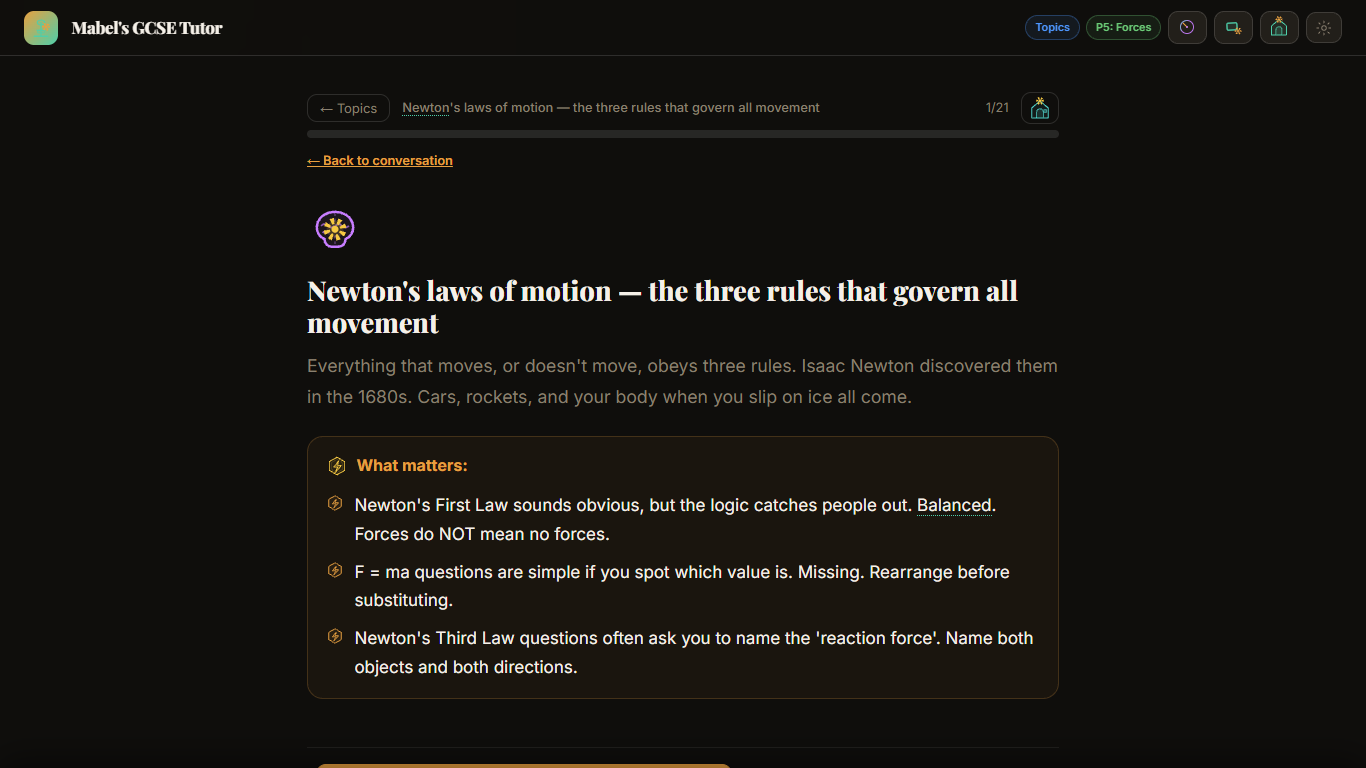 Mabel's GCSE Tutor
Topics
P5: Forces
← Topics
Newton's laws of motion — the three rules that govern all movement
1/21
← Back to conversation
Newton's laws of motion — the three rules that govern all
movement
Everything that moves, or doesn't move, obeys three rules. Isaac Newton discovered them
in the 1680s. Cars, rockets, and your body when you slip on ice all come.
What matters:
Newton's First Law sounds obvious, but the logic catches people out. Balanced.
Forces do NOT mean no forces.
F = ma questions are simple if you spot which value is. Missing. Rearrange before
substituting.
Newton's Third Law questions often ask you to name the 'reaction force'. Name both
objects and both directions.